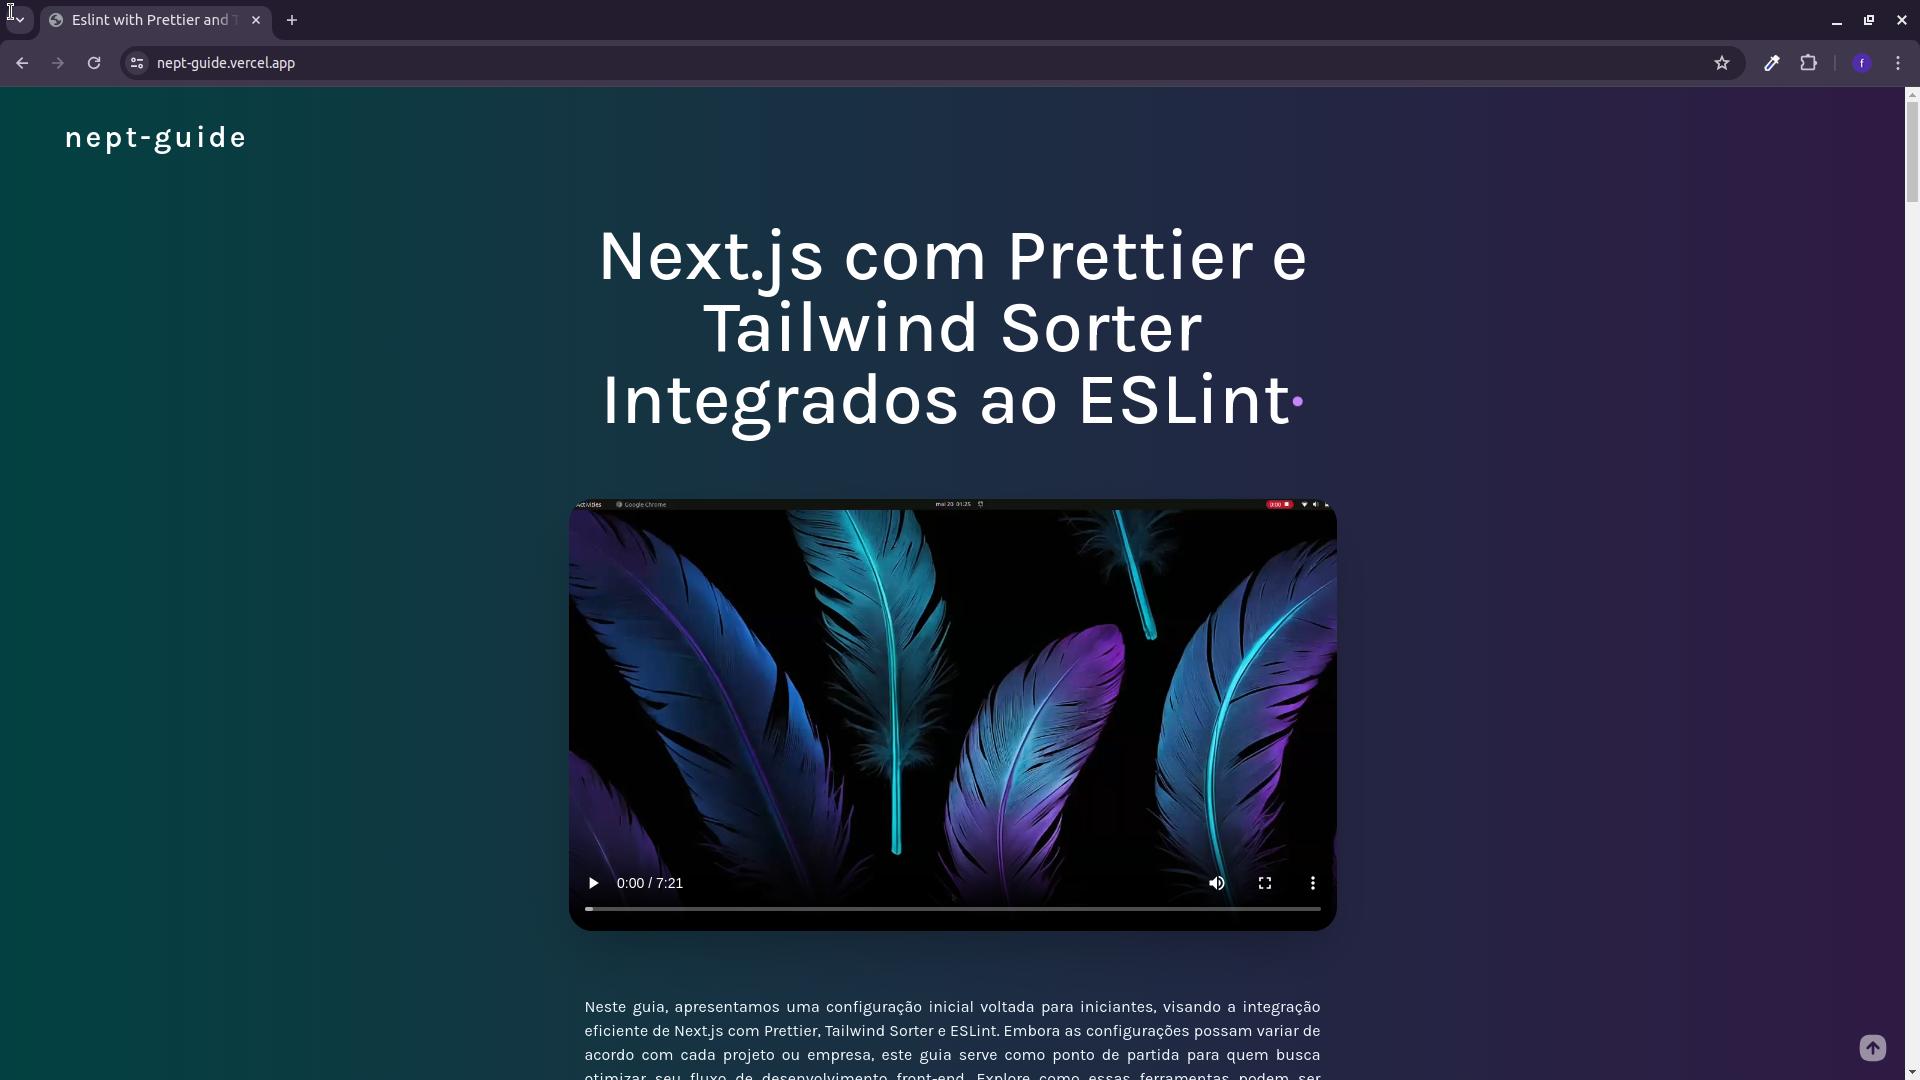 Eslint with Prettier and
nept-guide.vercel.app
f
nept-guide
Next.js com Prettier e
Tailwind Sorter
Integrados ao ESLint
Activities Google Chrome mai 20 01:25 0:00
0:00 / 7:21
Neste guia, apresentamos uma configuração inicial voltada para iniciantes, visando a integração
eficiente de Next.js com Prettier, Tailwind Sorter e ESLint. Embora as configurações possam variar de
acordo com cada projeto ou empresa, este guia serve como ponto de partida para quem busca
otimizar seu fluxo de desenvolvimento front-end. Explore como essas ferramentas podem ser